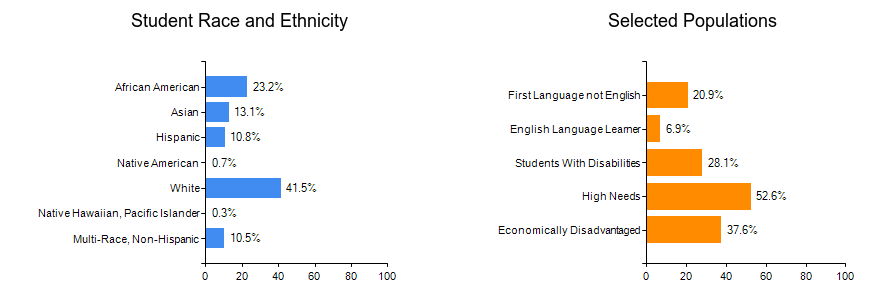 Student Race and Ethnicity
African American 23.2%
Asian 13.1%
Hispanic 10.8%
Native American 0.7%
White 41.5%
Native Hawaiian, Pacific Islander 0.3%
Multi-Race, Non-Hispanic 10.5%
0 20 40 60 80 100
Selected Populations
First Language not English 20.9%
English Language Learner 6.9%
Students With Disabilities 28.1%
High Needs 52.6%
Economically Disadvantaged 37.6%
0 20 40 60 80 100